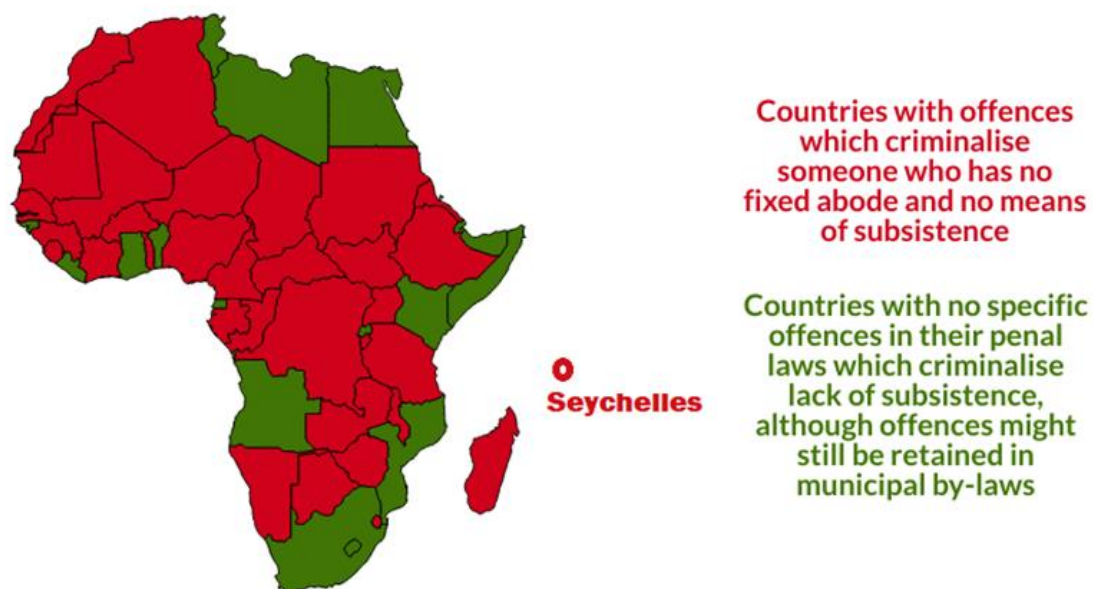 Countries with offences
which criminalise
someone who has no
fixed abode and no means
of subsistence
Countries with no specific
offences in their penal
laws which criminalise
lack of subsistence,
although offences might
still be retained in
municipal by-laws
Seychelles